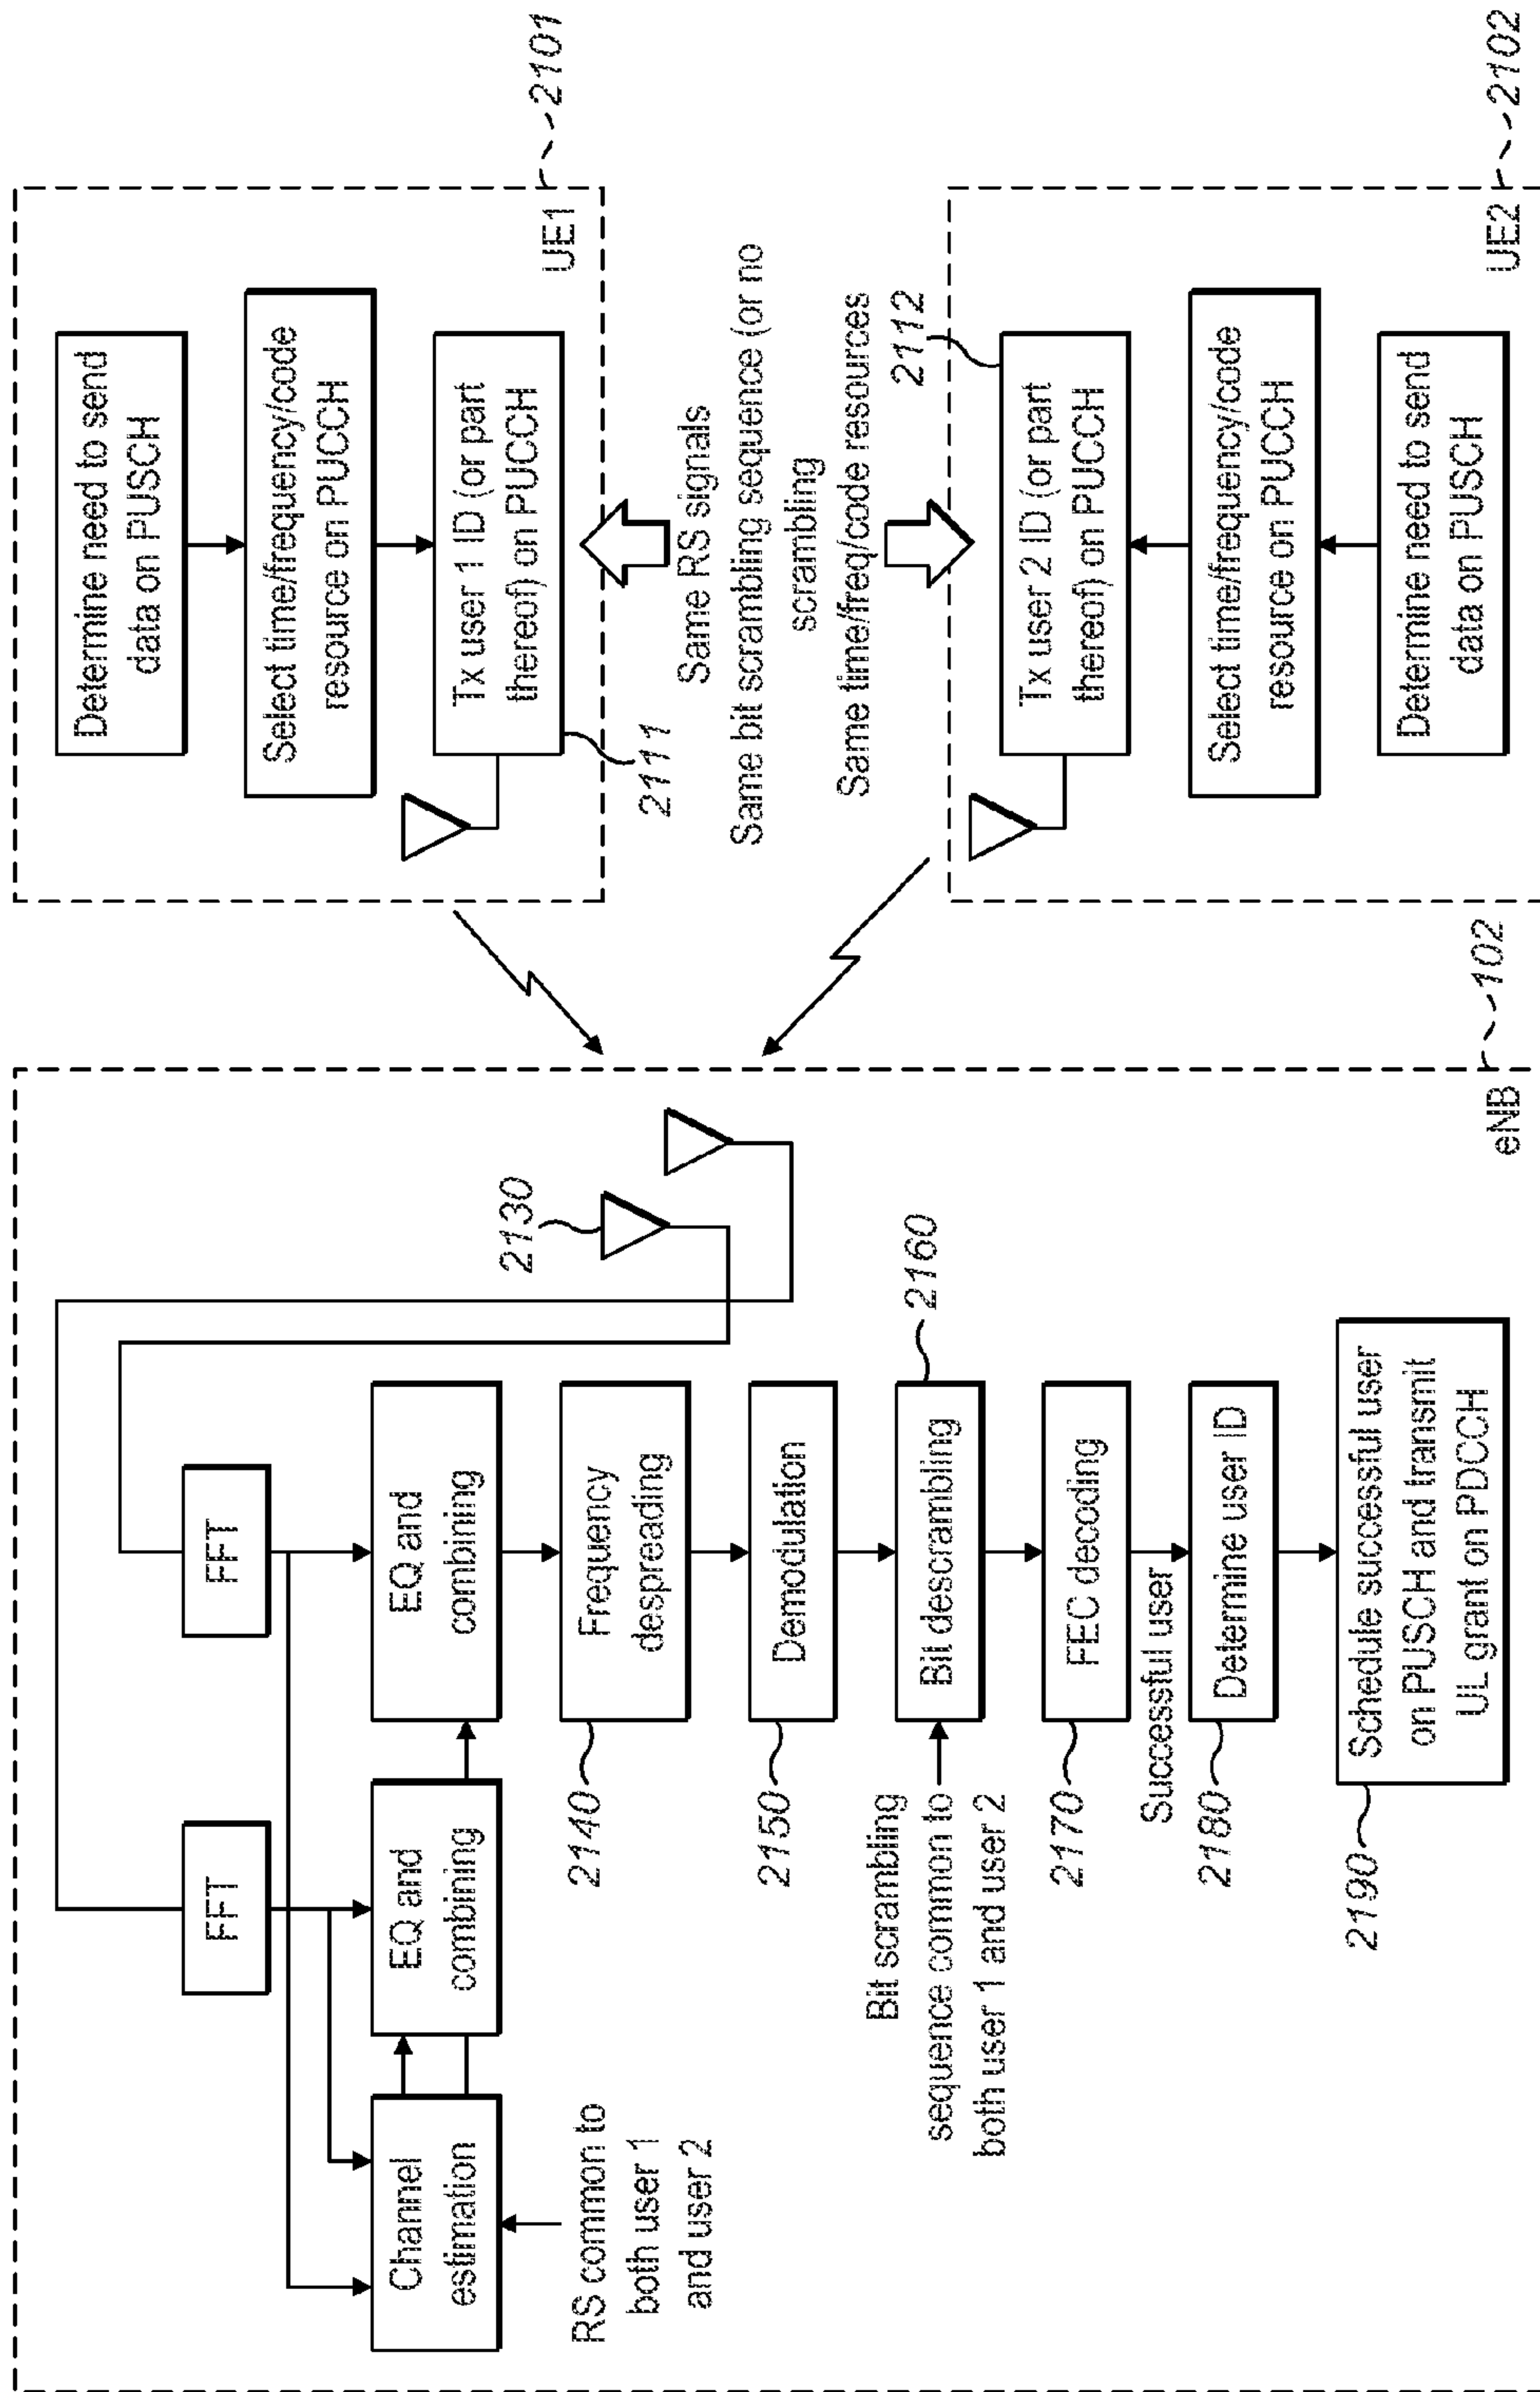 FFT
FFT
Channel
estimation
EQ and
combining
EQ and
combining
RS common to
both user 1
and user 2
2130
Frequency
despreading
2140
Demodulation
2150
Bit scrambling
sequence common to
both user 1 and user 2
Bit descrambling
2160
FEC decoding
2170
Successful user
Determine user ID
2180
Schedule successful user
on PUSCH and transmit
UL grant on PDCCH
2190
eNB
102
Determine need to send
data on PUSCH
Select time/frequency/code
resource on PUCCH
Tx user 1 ID (or part
thereof) on PUCCH
2111
UE1
2101
Same RS signals
Same bit scrambling sequence (or no
scrambling
Same time/freq/code resources
2112
Tx user 2 ID (or part
thereof) on PUCCH
Select time/frequency/code
resource on PUCCH
Determine need to send
data on PUSCH
UE2
2102